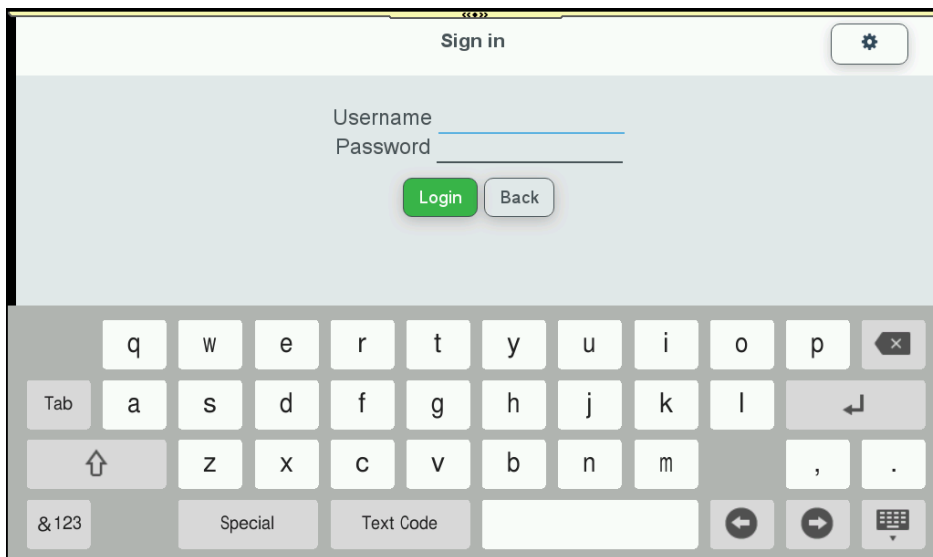 Sign in
Username
Password
Login Back
q w e r t y u i o p
Tab a s d f g h j k l
z x c v b n m , .
&123 Special Text Code